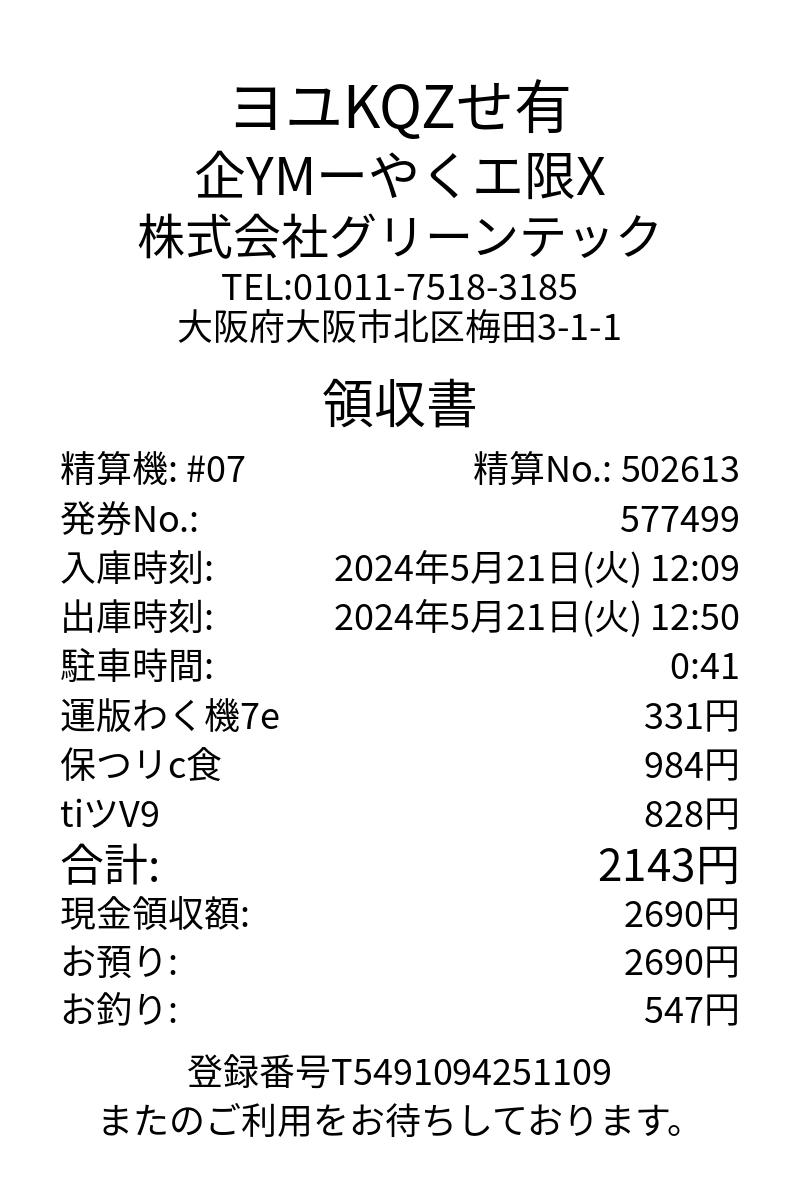 ヨユKQZせ有
企YMーやくエ限X
株式会社グリーンテック
TEL:01011-7518-3185
大阪府大阪市北区梅田3-1-1
領収書
精算機: #07 精算No.: 502613
発券No.: 577499
入庫時刻: 2024年5月21日(火) 12:09
出庫時刻: 2024年5月21日(火) 12:50
駐車時間: 0:41
運版わく機7e 331円
保つリc食 984円
tiツV9 828円
合計: 2143円
現金領収額: 2690円
お預り: 2690円
お釣り: 547円
登録番号T5491094251109
またのご利用をお待ちしております。